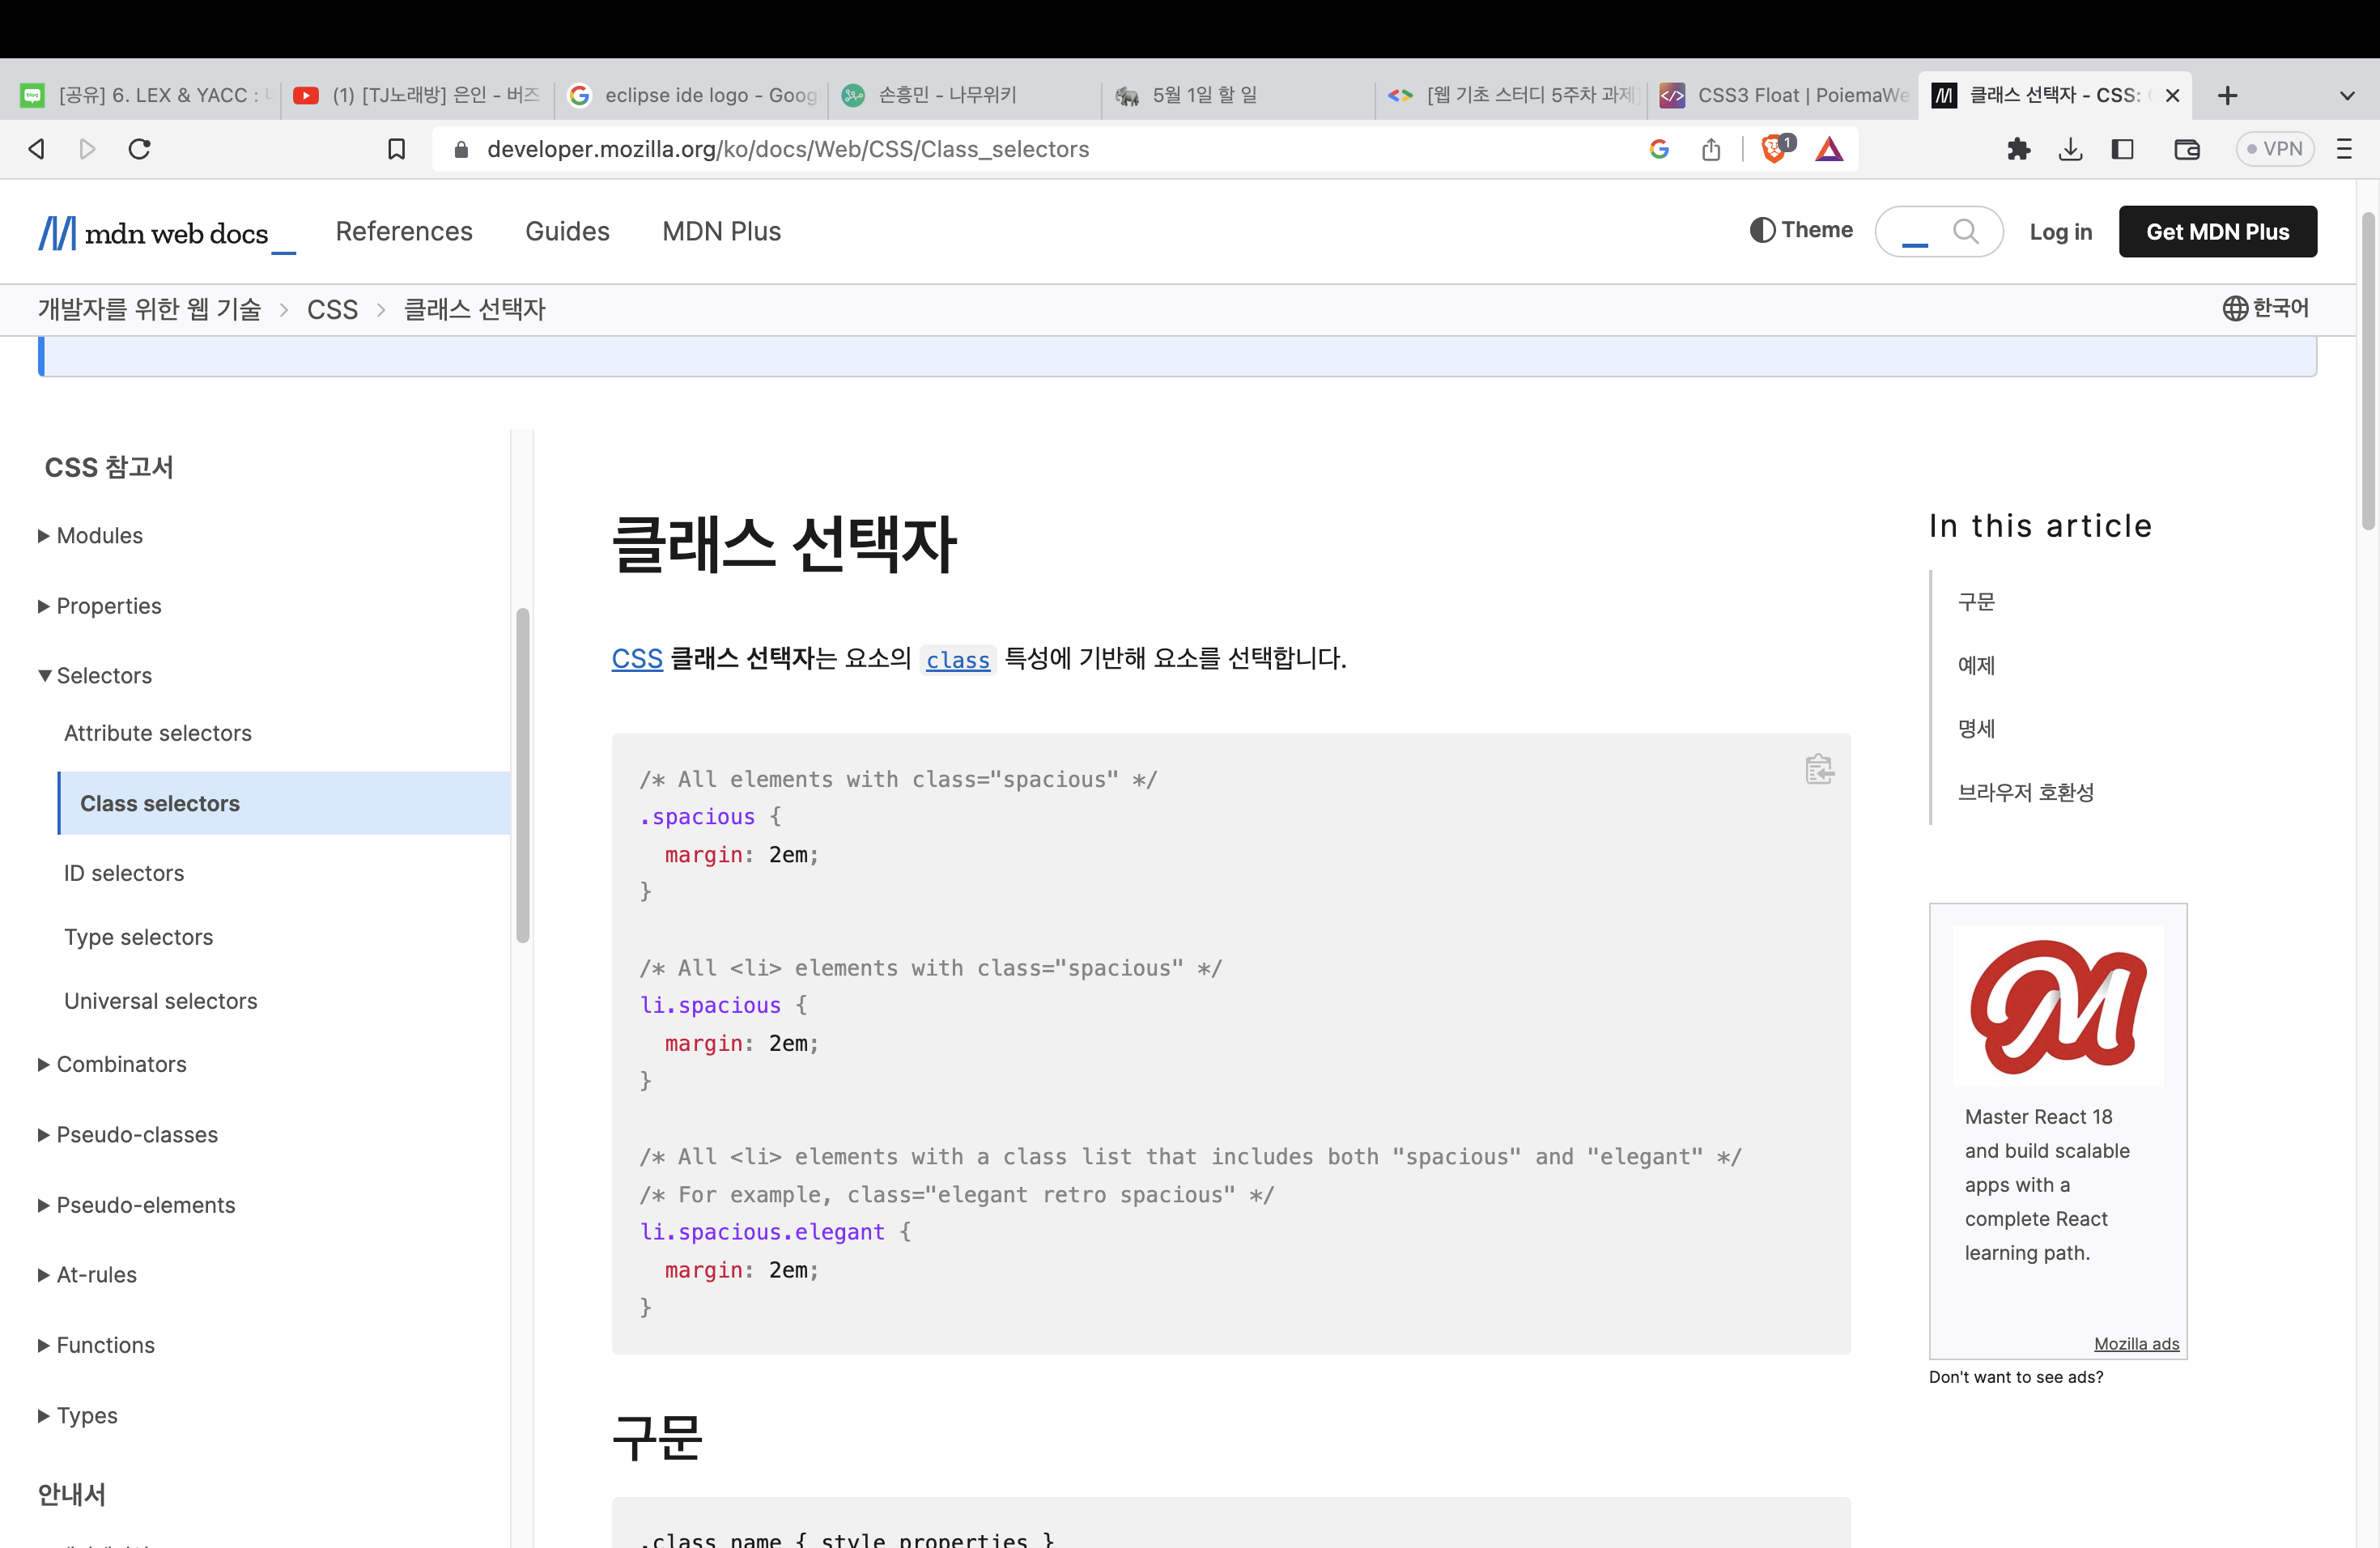 [공유] 6. LEX & YACC :
(1) [TJ노래방] 은인 - 버즈
eclipse ide logo - Goog
손흥민 - 나무위키
5월 1일 할 일
[웹 기초 스터디 5주차 과제]
CSS3 Float | PoiemaWe
클래스 선택자 - CSS:
developer.mozilla.org/ko/docs/Web/CSS/Class_selectors
1
VPN
mdn web docs_
References
Guides
MDN Plus
Theme
Log in
Get MDN Plus
개발자를 위한 웹 기술
CSS
클래스 선택자
한국어
CSS 참고서
Modules
Properties
Selectors
Attribute selectors
Class selectors
ID selectors
Type selectors
Universal selectors
Combinators
Pseudo-classes
Pseudo-elements
At-rules
Functions
Types
안내서
클래스 선택자
CSS 클래스 선택자는 요소의 class 특성에 기반해 요소를 선택합니다.
/* All elements with class="spacious" */
.spacious {
margin: 2em;
}
/* All <li> elements with class="spacious" */
li.spacious {
margin: 2em;
}
/* All <li> elements with a class list that includes both "spacious" and "elegant" */
/* For example, class="elegant retro spacious" */
li.spacious.elegant {
margin: 2em;
}
구문
.class_name { style properties }
In this article
구문
예제
명세
브라우저 호환성
M
Master React 18
and build scalable
apps with a
complete React
learning path.
Mozilla ads
Don't want to see ads?